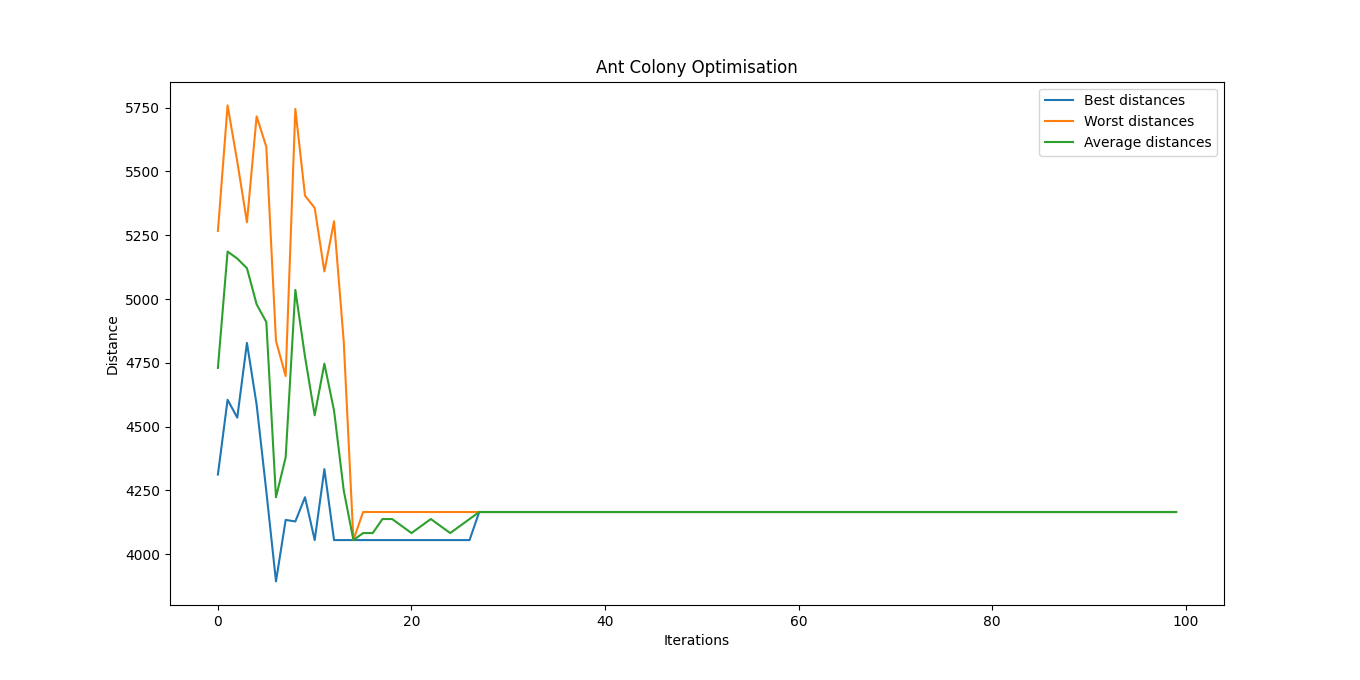 Ant Colony Optimisation
Best distances
Worst distances
Average distances
5750
5500
5250
5000
4750
4500
4250
4000
Distance
0 20 40 60 80 100
Iterations